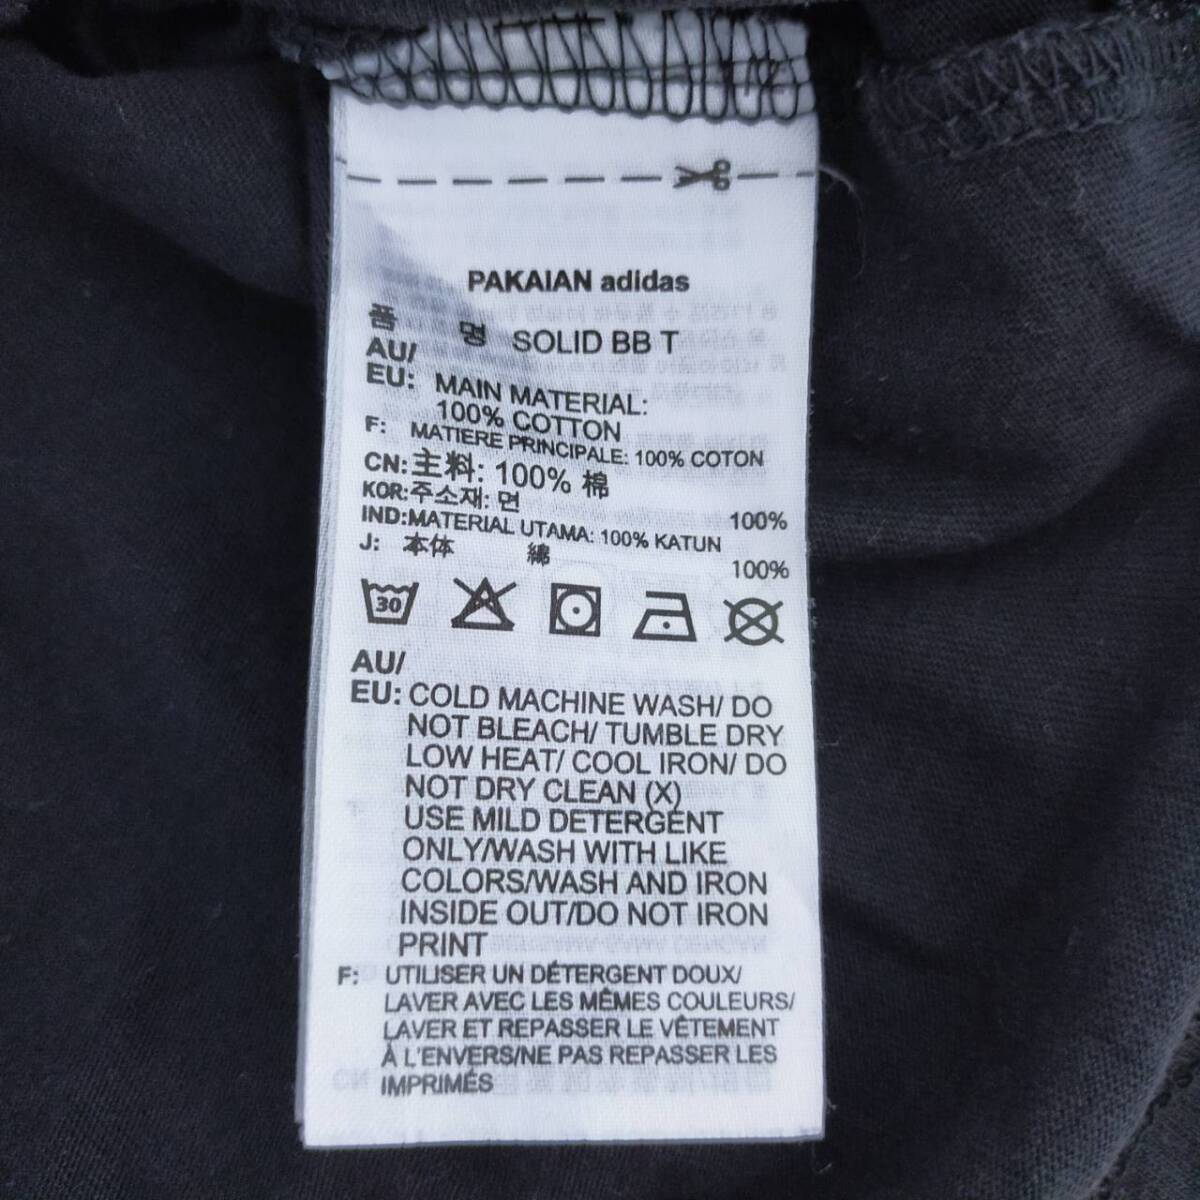 PAKAIAN adidas
품 명 SOLID BB T
AU/
EU: MAIN MATERIAL:
100% COTTON
F: MATIERE PRINCIPALE: 100% COTON
CN: 主料: 100% 棉
KOR:주소재: 면 100%
IND:MATERIAL UTAMA: 100% KATUN
J: 本体 綿 100%
30
AU/
EU: COLD MACHINE WASH/ DO
NOT BLEACH/ TUMBLE DRY
LOW HEAT/ COOL IRON/ DO
NOT DRY CLEAN (X)
USE MILD DETERGENT
ONLY/WASH WITH LIKE
COLORS/WASH AND IRON
INSIDE OUT/DO NOT IRON
PRINT
F: UTILISER UN DÉTERGENT DOUX/
LAVER AVEC LES MÊMES COULEURS/
LAVER ET REPASSER LE VÊTEMENT
À L'ENVERS/NE PAS REPASSER LES
IMPRIMÉS